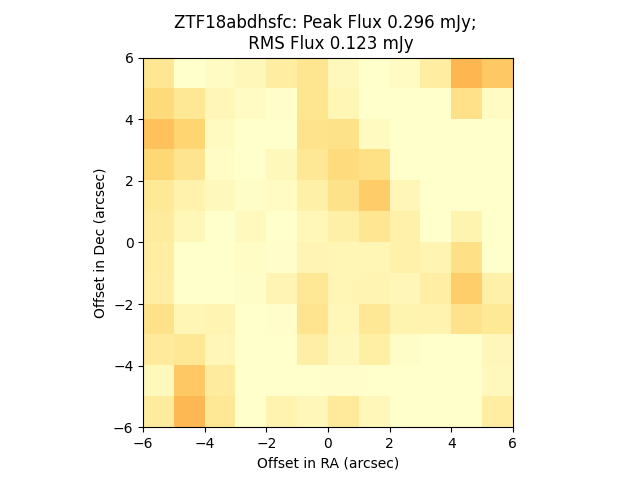 ZTF18abdhsfc: Peak Flux 0.296 mJy;
RMS Flux 0.123 mJy
6
4
2
0
−2
−4
−6
Offset in Dec (arcsec)
−6 −4 −2 0 2 4 6
Offset in RA (arcsec)